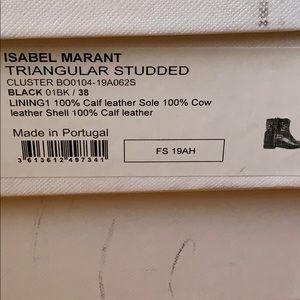 ISABEL MARANT
TRIANGULAR STUDDED
CLUSTER BO0104-19A062S
BLACK 01BK / 38
LINING1 100% Calf leather Sole 100% Cow
leather Shell 100% Calf leather
Made in Portugal
3613612497341
FS 19AH